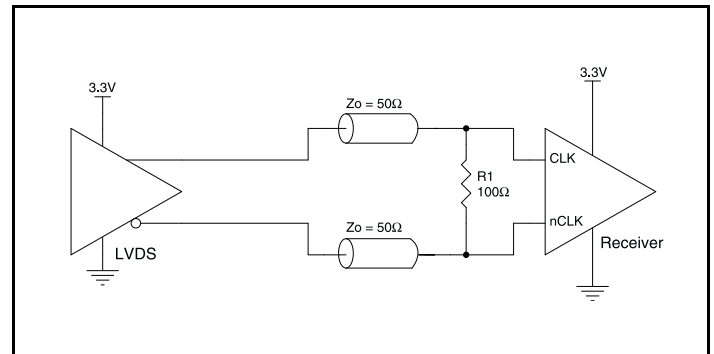 3.3V
3.3V
Zo = 50Ω
CLK
R1
100Ω
nCLK
Zo = 50Ω
Receiver
LVDS